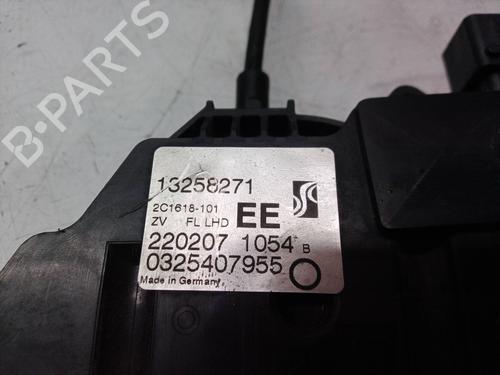 13258271
2C1618-101
ZV FL LHD EE
220207 1054 B
0325407955
Made in Germany
B-PARTS